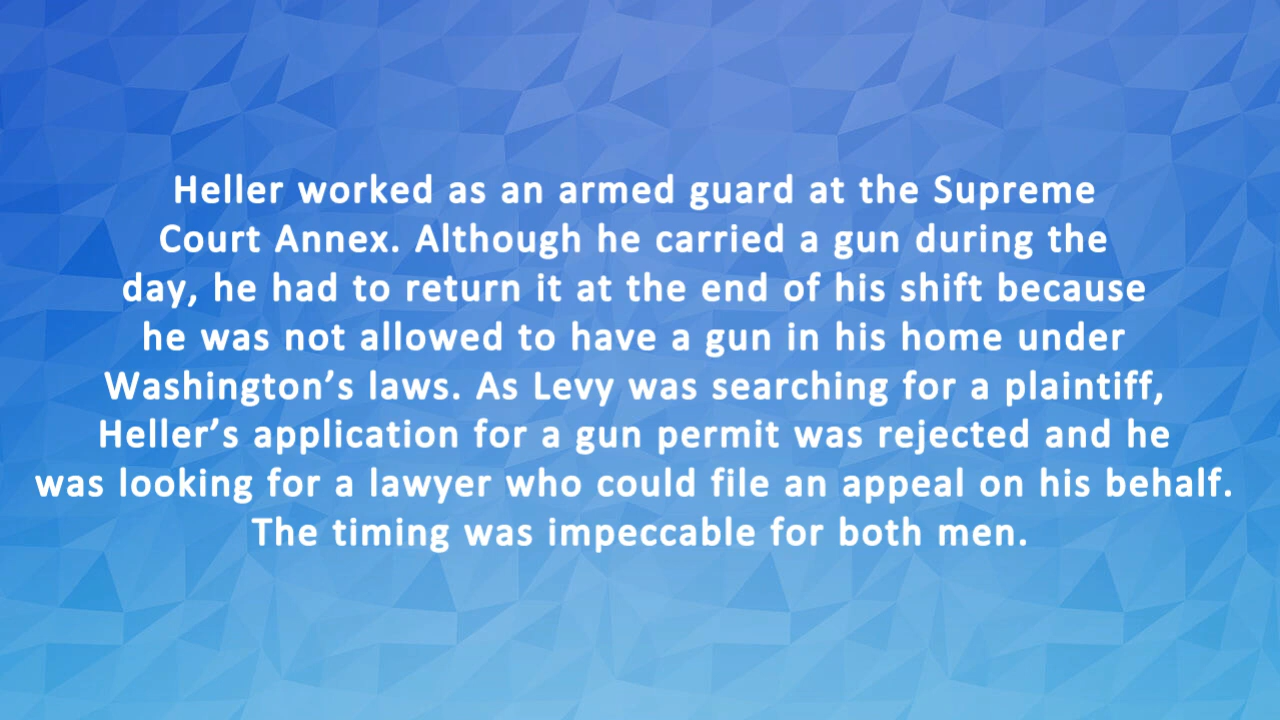 Heller worked as an armed guard at the Supreme
Court Annex. Although he carried a gun during the
day, he had to return it at the end of his shift because
he was not allowed to have a gun in his home under
Washington’s laws. As Levy was searching for a plaintiff,
Heller’s application for a gun permit was rejected and he
was looking for a lawyer who could file an appeal on his behalf.
The timing was impeccable for both men.